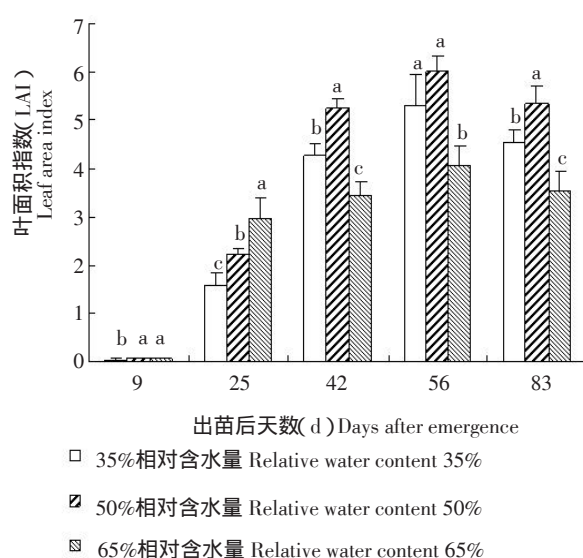 叶面积指数(LAI)
Leaf area index
7
6
5
4
3
2
1
0
b a a
c b a
b a c
a a b
b a c
9 25 42 56 83
出苗后天数(d)Days after emergence
35%相对含水量 Relative water content 35%
50%相对含水量 Relative water content 50%
65%相对含水量 Relative water content 65%